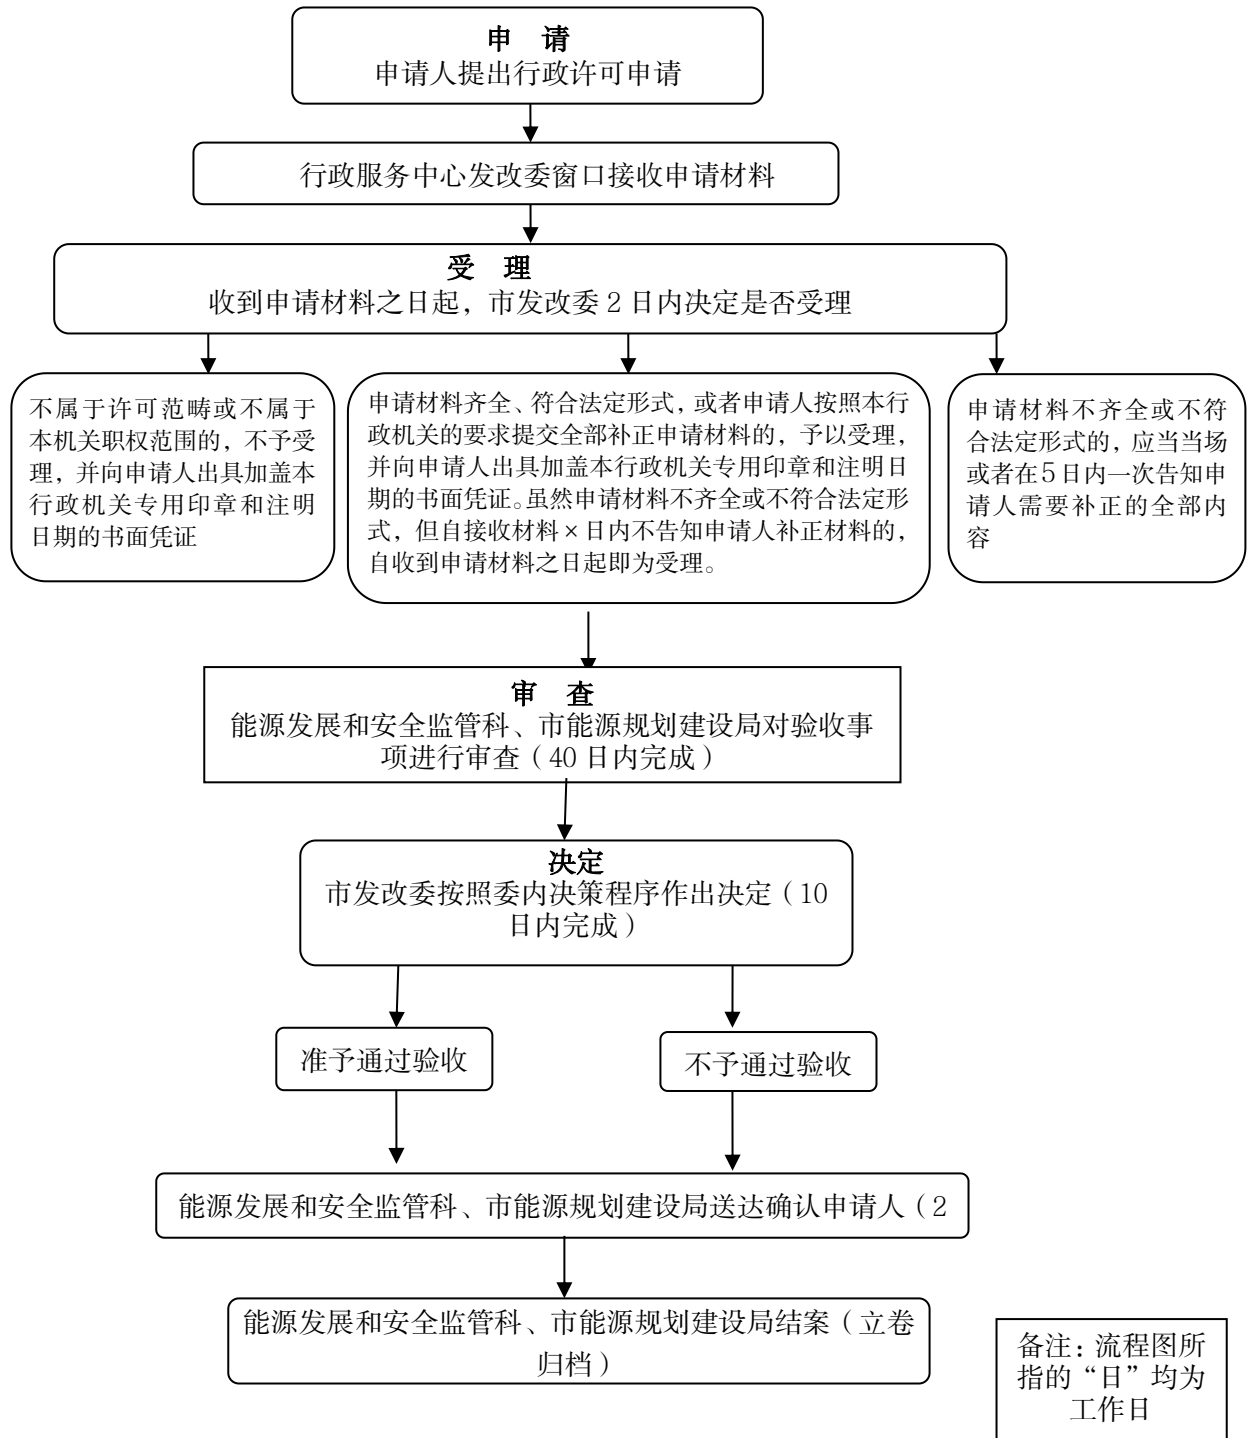 申 请
申请人提出行政许可申请
行政服务中心发改委窗口接收申请材料
受 理
收到申请材料之日起，市发改委 2 日内决定是否受理
不属于许可范畴或不属于
本机关职权范围的，不予受
理，并向申请人出具加盖本
行政机关专用印章和注明
日期的书面凭证
申请材料齐全、符合法定形式，或者申请人按照本行
政机关的要求提交全部补正申请材料的，予以受理，
并向申请人出具加盖本行政机关专用印章和注明日
期的书面凭证。虽然申请材料不齐全或不符合法定形
式，但自接收材料×日内不告知申请人补正材料的，
自收到申请材料之日起即为受理。
申请材料不齐全或不符
合法定形式的，应当当场
或者在5日内一次告知申
请人需要补正的全部内
容
审 查
能源发展和安全监管科、市能源规划建设局对验收事
项进行审查（40 日内完成）
决定
市发改委按照委内决策程序作出决定（10
日内完成）
准予通过验收
不予通过验收
能源发展和安全监管科、市能源规划建设局送达确认申请人（2
能源发展和安全监管科、市能源规划建设局结案（立卷
归档）
备注：流程图所
指的“日”均为
工作日